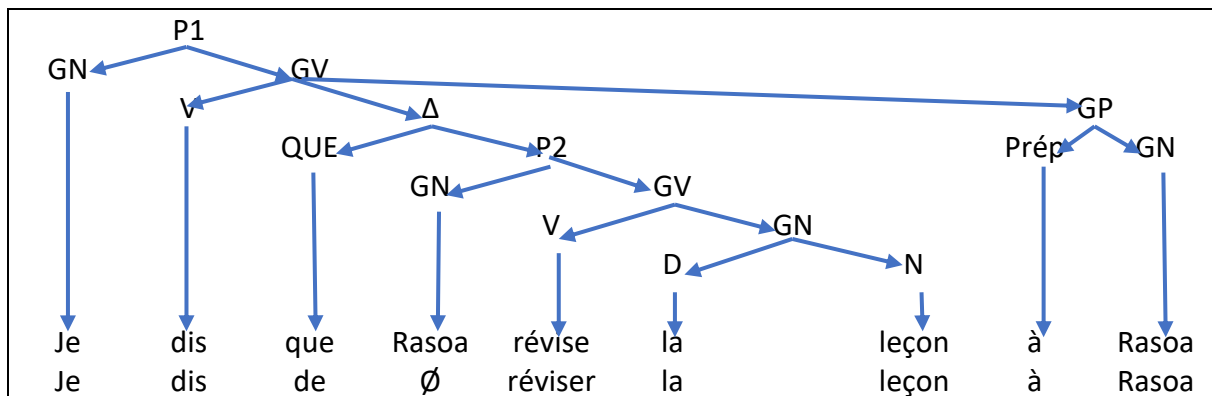 P1
GN GV
V Δ GP
QUE P2 Prép GN
GN GV
V GN
D N
Je dis que Rasoa révise la leçon à Rasoa
Je dis de Ø réviser la leçon à Rasoa